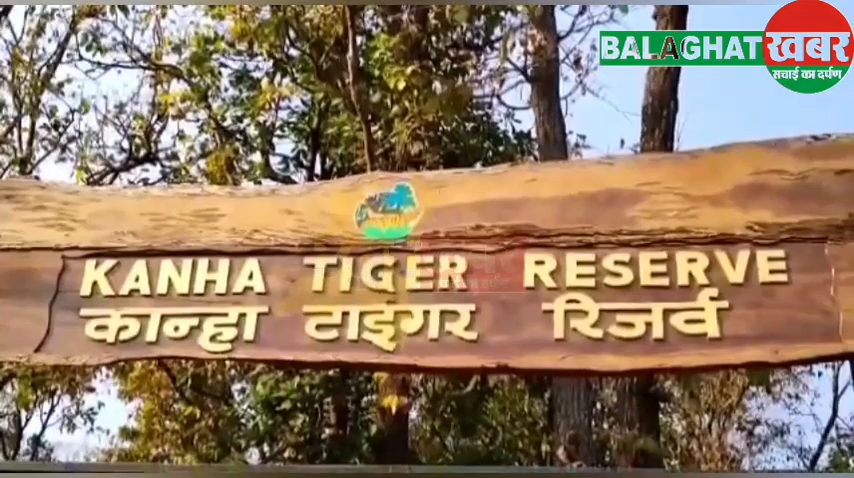 BALAGHAT खबर
सचाई का दर्पण
KANHA TIGER RESERVE
कान्हा टाइगर रिजर्व